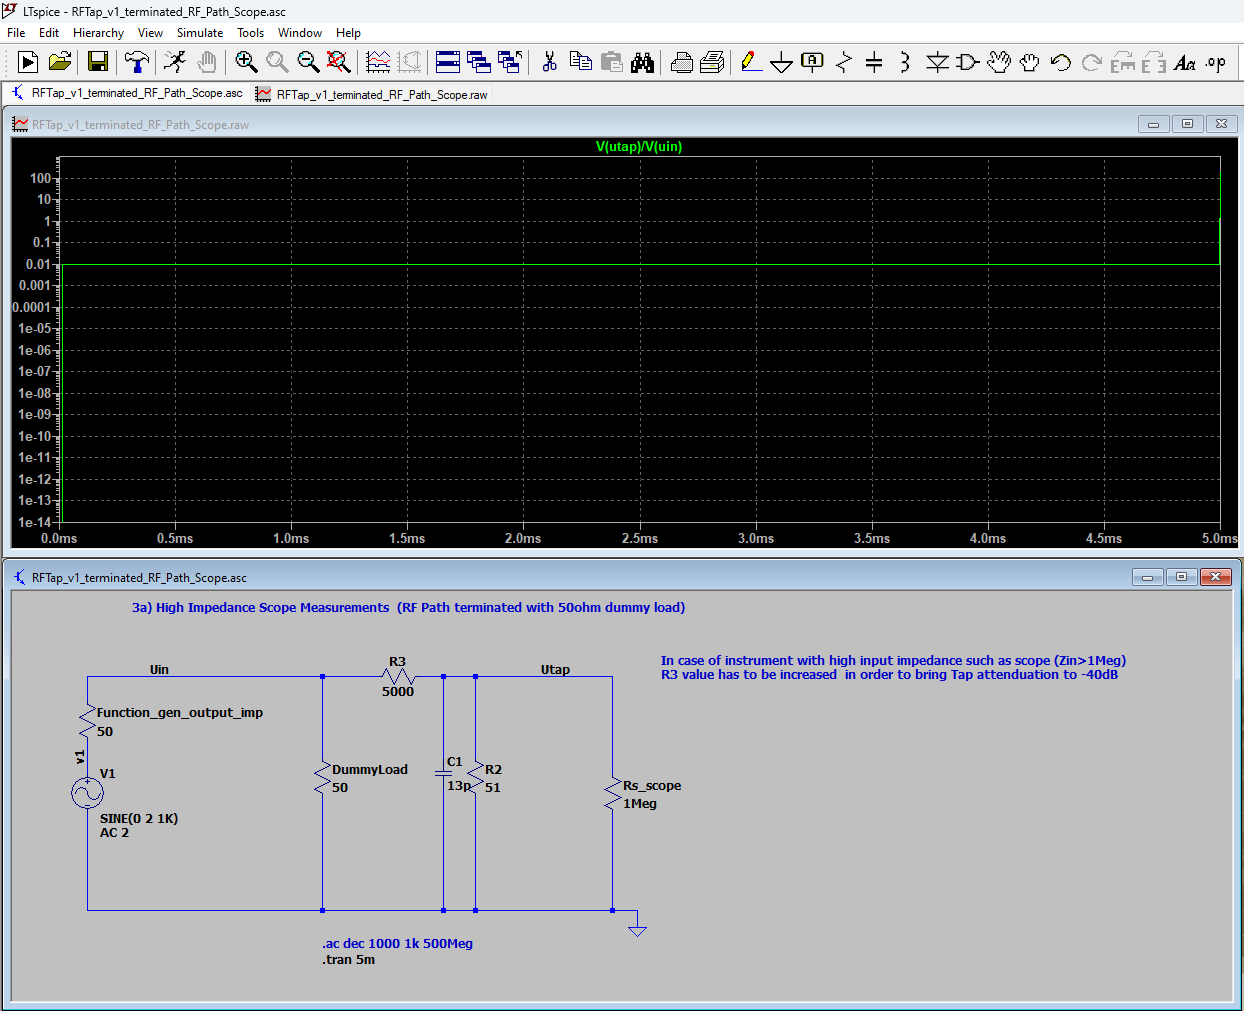 LTspice - RFTap_v1_terminated_RF_Path_Scope.asc
File Edit Hierarchy View Simulate Tools Window Help
A .op
RFTap_v1_terminated_RF_Path_Scope.asc RFTap_v1_terminated_RF_Path_Scope.raw
RFTap_v1_terminated_RF_Path_Scope.raw
V(utap)/V(uin)
100
10
1
0.1
0.01
0.001
0.0001
1e-05
1e-06
1e-07
1e-08
1e-09
1e-10
1e-11
1e-12
1e-13
1e-14
0.0ms 0.5ms 1.0ms 1.5ms 2.0ms 2.5ms 3.0ms 3.5ms 4.0ms 4.5ms 5.0ms
RFTap_v1_terminated_RF_Path_Scope.asc
3a) High Impedance Scope Measurements (RF Path terminated with 50ohm dummy load)
In case of instrument with high input impedance such as scope (Zin>1Meg)
R3 value has to be increased in order to bring Tap attenduation to -40dB
Uin
R3
5000
Utap
Function_gen_output_imp
50
v1
V1
SINE(0 2 1K)
AC 2
DummyLoad
50
C1
13p
R2
51
Rs_scope
1Meg
.ac dec 1000 1k 500Meg
.tran 5m